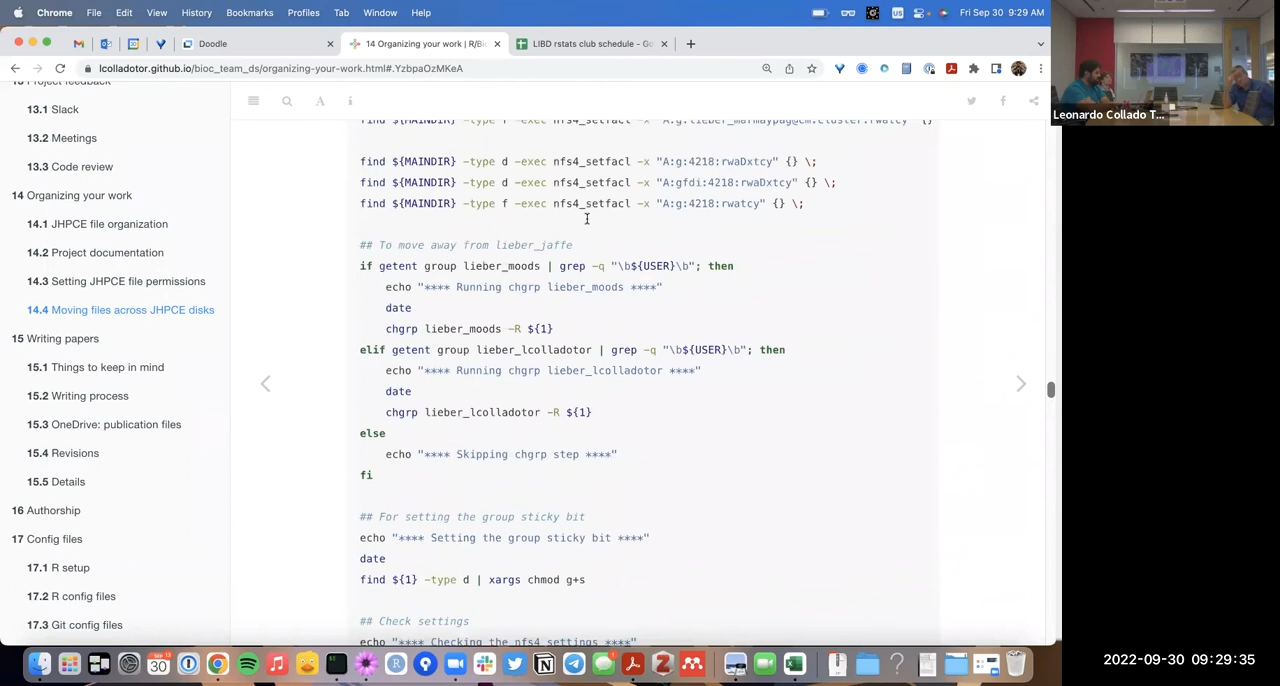 Chrome File Edit View History Bookmarks Profiles Tab Window Help Fri Sep 30 9:29 AM
Doodle
14 Organizing your work | R/Bio
LIBD rstats club schedule - Go
lcolladotor.github.io/bioc_team_ds/organizing-your-work.html#.YzbpaOzMKeA
Leonardo Collado T...
13.1 Slack
13.2 Meetings
13.3 Code review
14 Organizing your work
14.1 JHPCE file organization
14.2 Project documentation
14.3 Setting JHPCE file permissions
14.4 Moving files across JHPCE disks
15 Writing papers
15.1 Things to keep in mind
15.2 Writing process
15.3 OneDrive: publication files
15.4 Revisions
15.5 Details
16 Authorship
17 Config files
17.1 R setup
17.2 R config files
17.3 Git config files
find ${MAINDIR} -type d -exec nfs4_setfacl -x "A:g:4218:rwaDxtcy" {} \;
find ${MAINDIR} -type d -exec nfs4_setfacl -x "A:gfdi:4218:rwaDxtcy" {} \;
find ${MAINDIR} -type f -exec nfs4_setfacl -x "A:g:4218:rwatcy" {} \;
## To move away from lieber_jaffe
if getent group lieber_moods | grep -q "\b${USER}\b"; then
echo "**** Running chgrp lieber_moods ****"
date
chgrp lieber_moods -R ${1}
elif getent group lieber_lcolladotor | grep -q "\b${USER}\b"; then
echo "**** Running chgrp lieber_lcolladotor ****"
date
chgrp lieber_lcolladotor -R ${1}
else
echo "**** Skipping chgrp step ****"
fi
## For setting the group sticky bit
echo "**** Setting the group sticky bit ****"
date
find ${1} -type d | xargs chmod g+s
## Check settings
echo "**** Checking the nfs4 settings ****"
2022-09-30 09:29:35